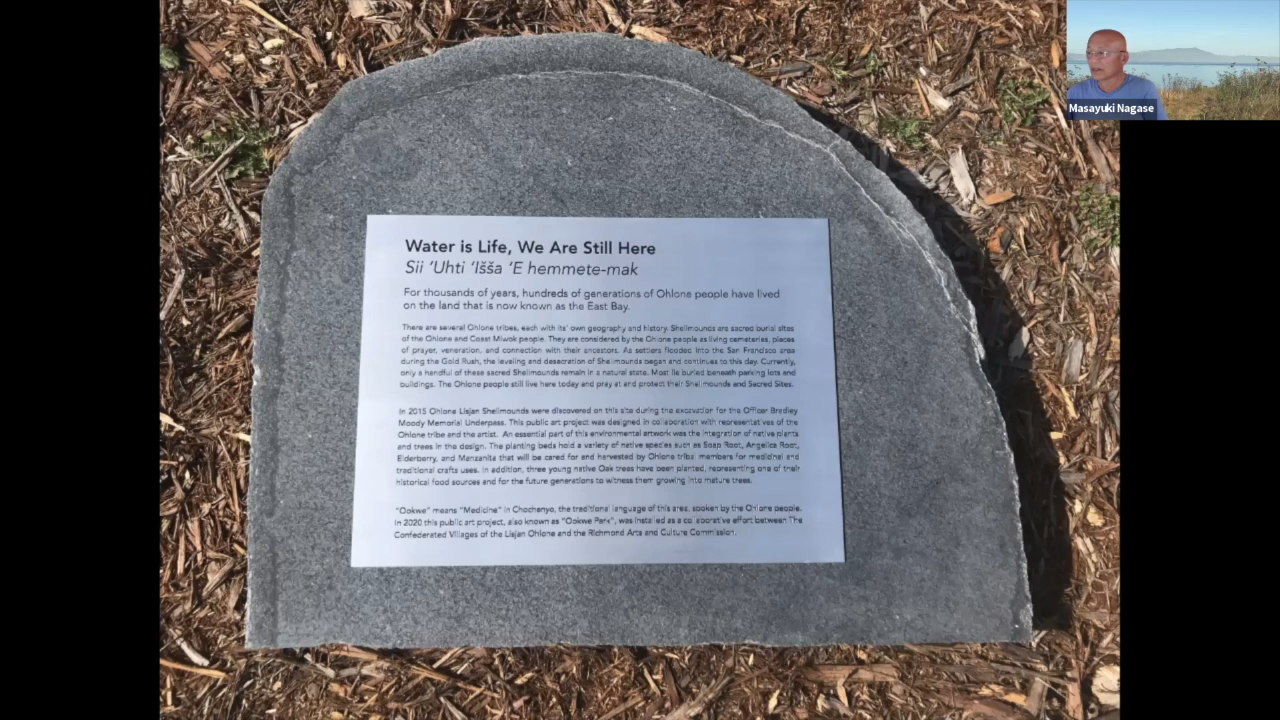 Masayuki Nagase
Water is Life, We Are Still Here
Sii ‘Uhti ‘Išša ‘E hemmete-mak
For thousands of years, hundreds of generations of Ohlone people have lived
on the land that is now known as the East Bay.
There are several Ohlone tribes, each with its' own geography and history. Shellmounds are sacred burial sites
of the Ohlone and Coast Miwok people. They are considered by the Ohlone people as living cemeteries, places
of prayer, veneration, and connection with their ancestors. As settlers flooded into the San Francisco area
during the Gold Rush, the leveling and desecration of Shellmounds began and continues to this day. Currently,
only a handful of these sacred Shellmounds remain in a natural state. Most lie buried beneath parking lots and
buildings. The Ohlone people still live here today and pray at and protect their Shellmounds and Sacred Sites.
In 2015 Ohlone Lisjan Shellmounds were discovered on this site during the excavation for the Officer Bradley
Moody Memorial Underpass. This public art project was designed in collaboration with representatives of the
Ohlone tribe and the artist. An essential part of this environmental artwork was the integration of native plants
and trees in the design. The planting beds hold a variety of native species such as Soap Root, Angelica Root,
Elderberry, and Manzanita that will be cared for and harvested by Ohlone tribal members for medicinal and
traditional crafts uses. In addition, three young native Oak trees have been planted, representing one of their
historical food sources and for the future generations to witness them growing into mature trees.
"Ookwe" means "Medicine" in Chochenyo, the traditional language of this area, spoken by the Ohlone people.
In 2020 this public art project, also known as "Ookwe Park", was installed as a collaborative effort between The
Confederated Villages of the Lisjan Ohlone and the Richmond Arts and Culture Commission.